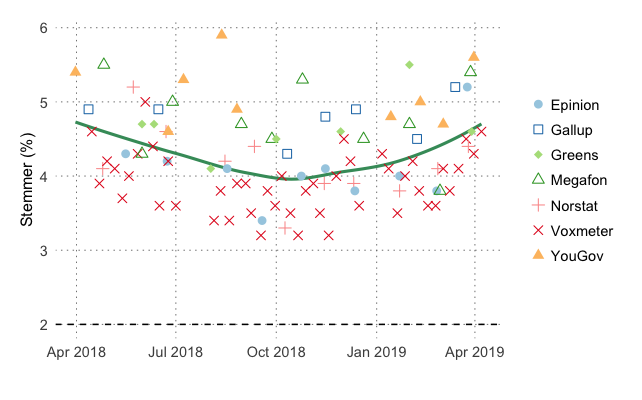 6
5
4
3
2
Stemmer (%)
Apr 2018
Jul 2018
Oct 2018
Jan 2019
Apr 2019
Epinion
Gallup
Greens
Megafon
Norstat
Voxmeter
YouGov